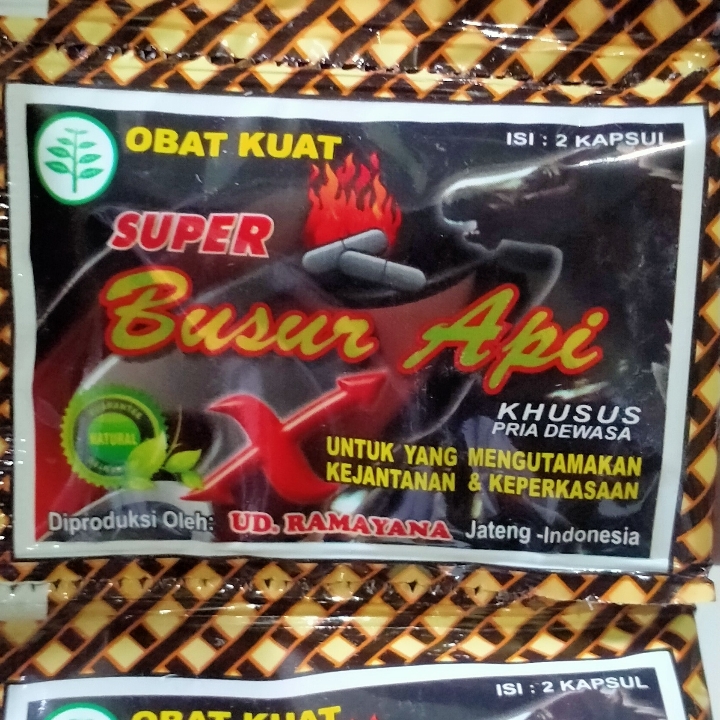 OBAT KUAT
ISI : 2 KAPSUL
SUPER
Busur Api
KHUSUS
PRIA DEWASA
NATURAL
UNTUK YANG MENGUTAMAKAN
KEJANTANAN & KEPERKASAAN
Diproduksi Oleh: UD. RAMAYANA Jateng -Indonesia
ISI : 2 KAPSUL
OBAT KUAT